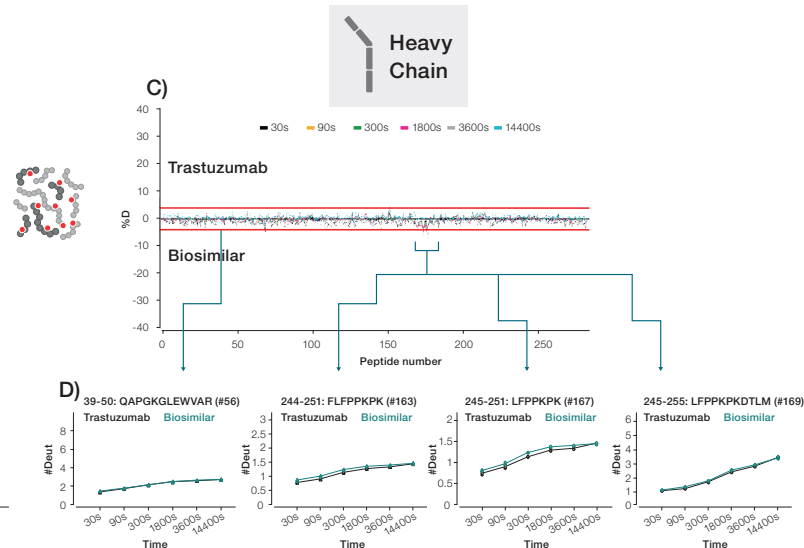 Heavy
Chain
C)
40
30s 90s 300s 1800s 3600s 14400s
30
20
Trastuzumab
10
%D
0
-10
Biosimilar
-20
-30
-40
0 50 100 150 200 250
Peptide number
D)
39-50: QAPGKGLEWVAR (#56)
Trastuzumab Biosimilar
#Deut
8
6
4
2
0
30s 90s 300s 1800s 3600s 14400s
Time
244-251: FLFPPKPK (#163)
Trastuzumab Biosimilar
#Deut
3
2.5
2
1.5
1
0.5
0
30s 90s 300s 1800s 3600s 14400s
Time
245-251: LFPPKPK (#167)
Trastuzumab Biosimilar
#Deut
2
1.5
1
0.5
0
30s 90s 300s 1800s 3600s 14400s
Time
245-255: LFPPKPKDTLM (#169)
Trastuzumab Biosimilar
#Deut
6
5
4
3
2
1
0
30s 90s 300s 1800s 3600s 14400s
Time